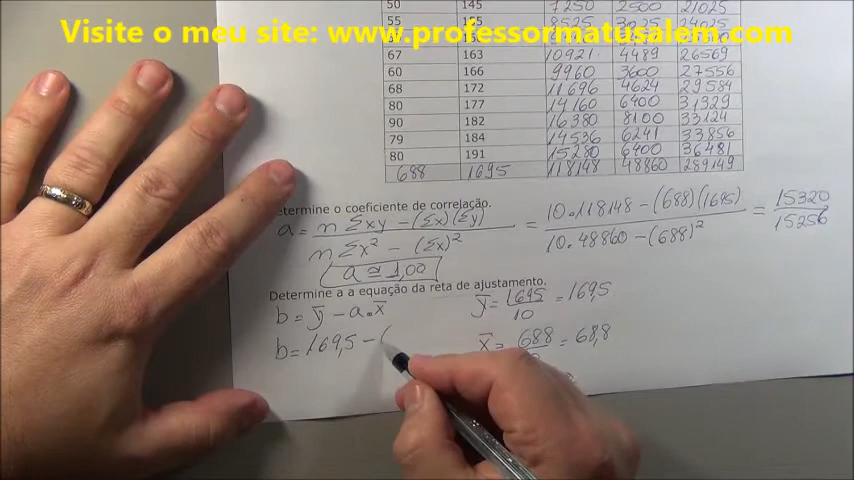 50 145 7250 2500 21025
Visite o meu site: www.professormatusalem.com
55 155 8525 3025 24025
67 163 10921 4489 26569
60 166 9960 3600 27556
68 172 11696 4624 29584
80 177 14160 6400 31329
90 182 16380 8100 33124
79 184 14536 6241 33856
80 191 15280 6400 36481
688 1695 118148 48860 289149
etermine o coeficiente de correlação.
a = n Σxy - (Σx)(Σy) / n Σx² - (Σx)² = 10.118148 - (688)(1695) / 10.48860 - (688)² = 15320 / 15256
a ≅ 1,00
Determine a a equação da reta de ajustamento.
b = ȳ - a.x̄ ȳ = 1695 / 10 = 169,5
b = 169,5 - ( x̄ = 688 / = 68,8